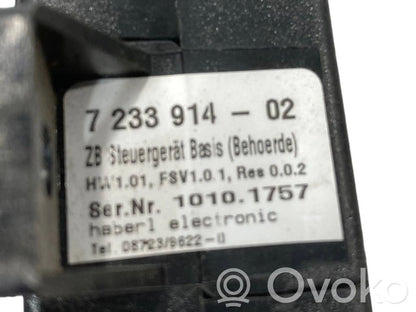 7 233 914 - 02
ZB Steuergerät Basis (Behoerde)
HW1.01, FSV1.0.1, Res 0.0.2
Ser.Nr. 1010.1757
haberl electronic
Tel. 08723/9622-0
Ovoko